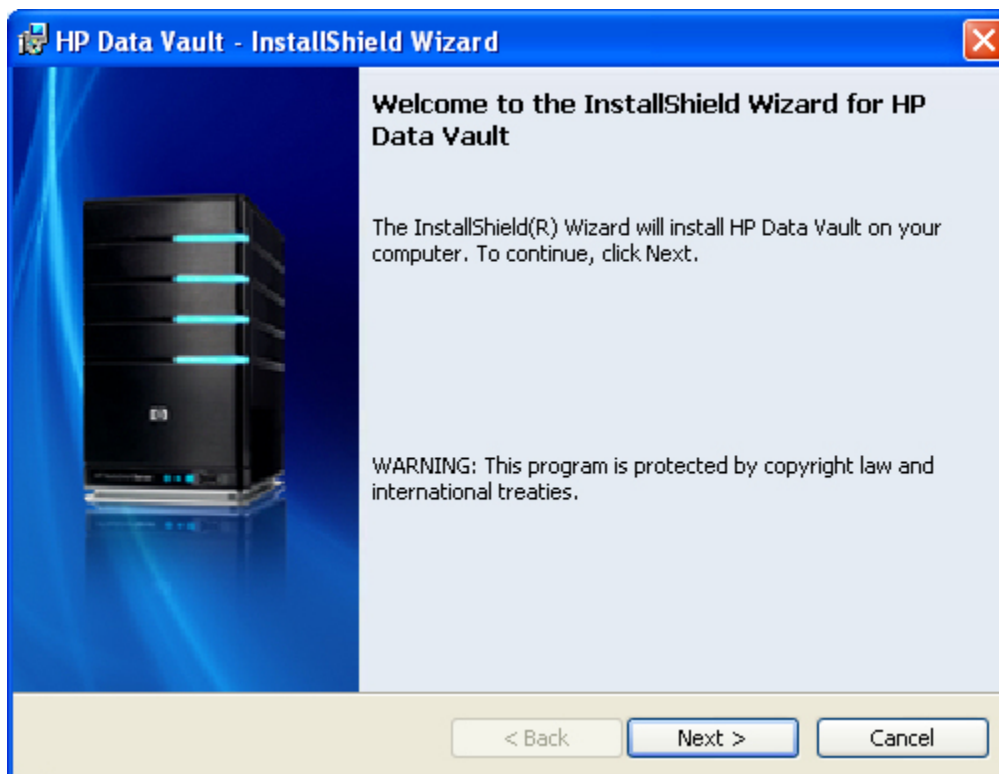 HP Data Vault - InstallShield Wizard
Welcome to the InstallShield Wizard for HP
Data Vault
The InstallShield(R) Wizard will install HP Data Vault on your
computer. To continue, click Next.
WARNING: This program is protected by copyright law and
international treaties.
< Back
Next >
Cancel